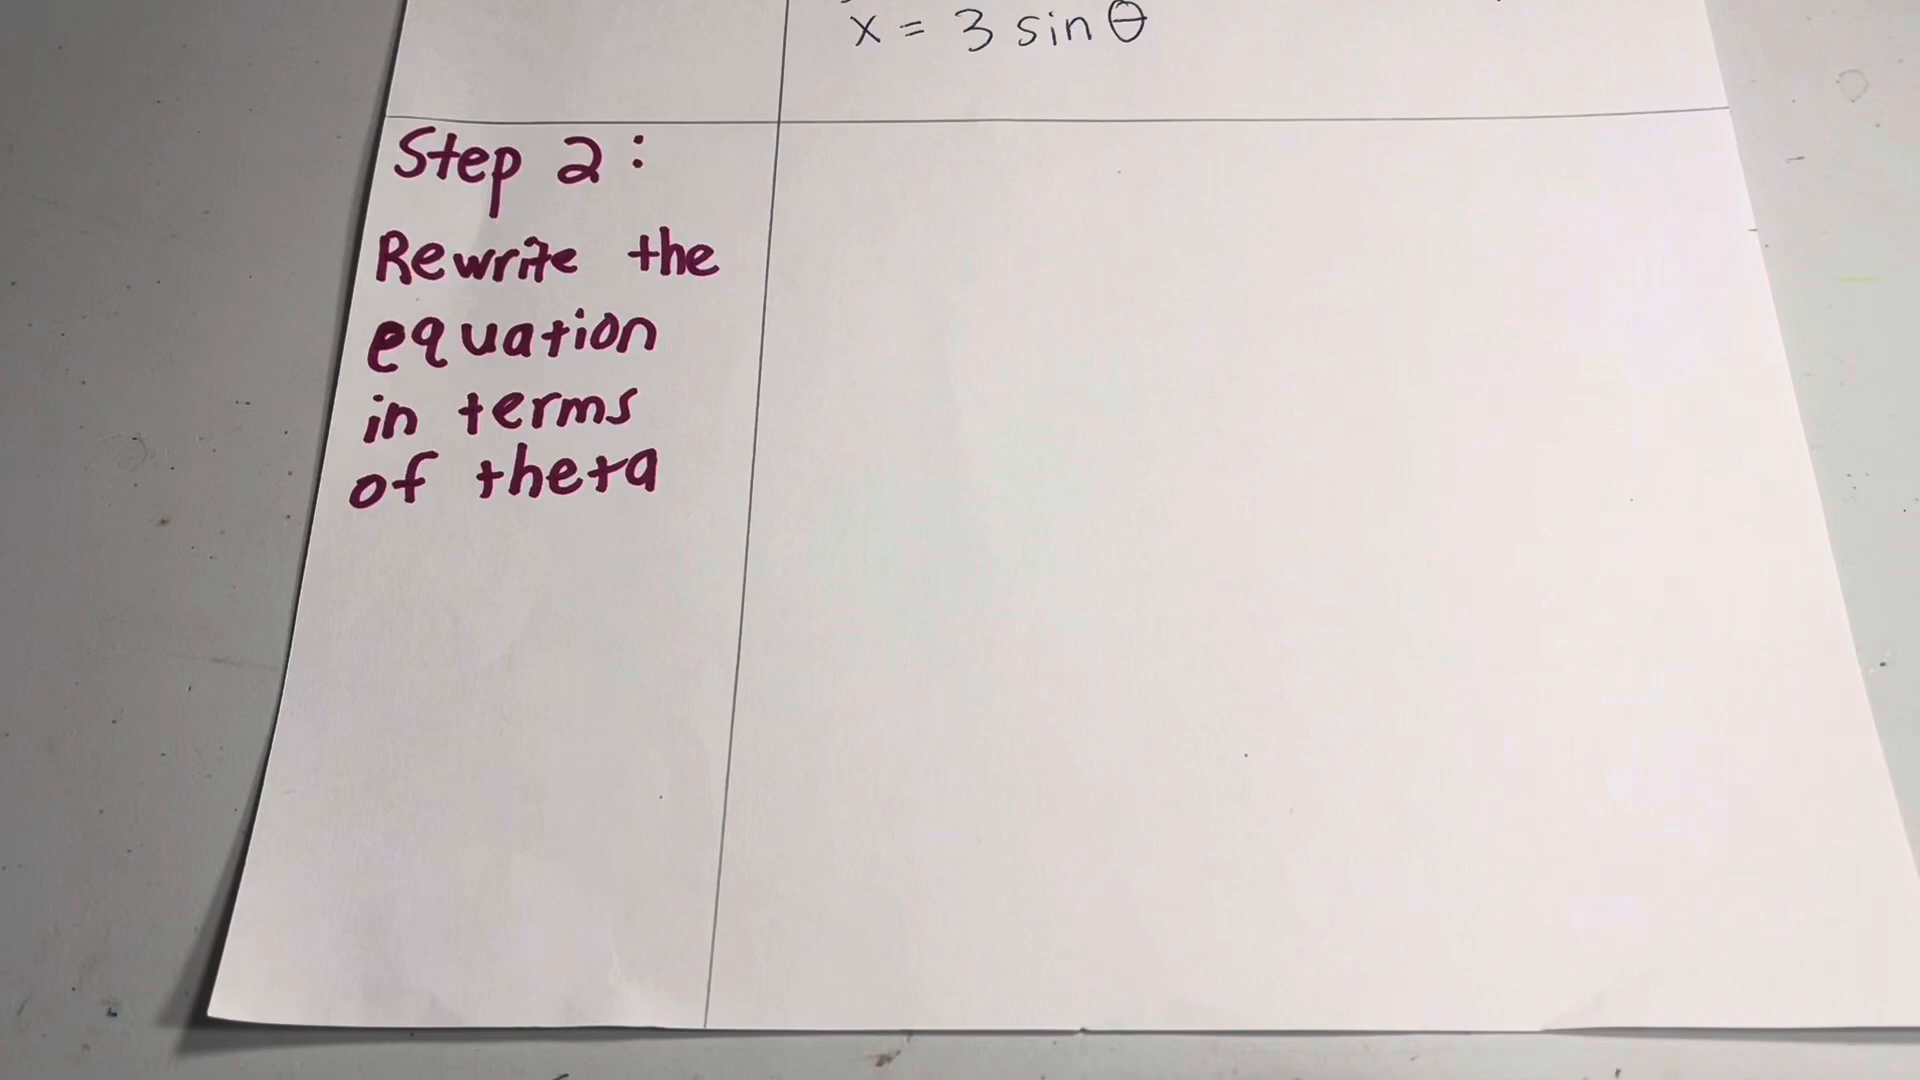 x = 3 sin θ
Step 2:
Rewrite the
equation
in terms
of theta